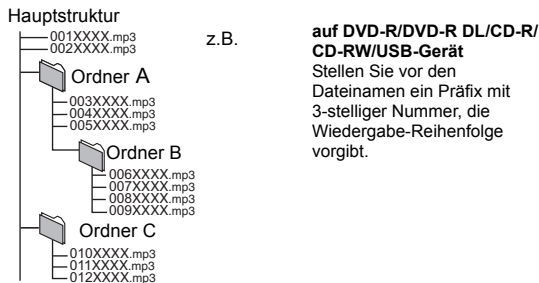 Hauptstruktur
001XXXX.mp3
002XXXX.mp3
Ordner A
003XXXX.mp3
004XXXX.mp3
005XXXX.mp3
Ordner B
006XXXX.mp3
007XXXX.mp3
008XXXX.mp3
009XXXX.mp3
Ordner C
010XXXX.mp3
011XXXX.mp3
012XXXX.mp3
z.B.
auf DVD-R/DVD-R DL/CD-R/
CD-RW/USB-Gerät
Stellen Sie vor den
Dateinamen ein Präfix mit
3-stelliger Nummer, die
Wiedergabe-Reihenfolge
vorgibt.